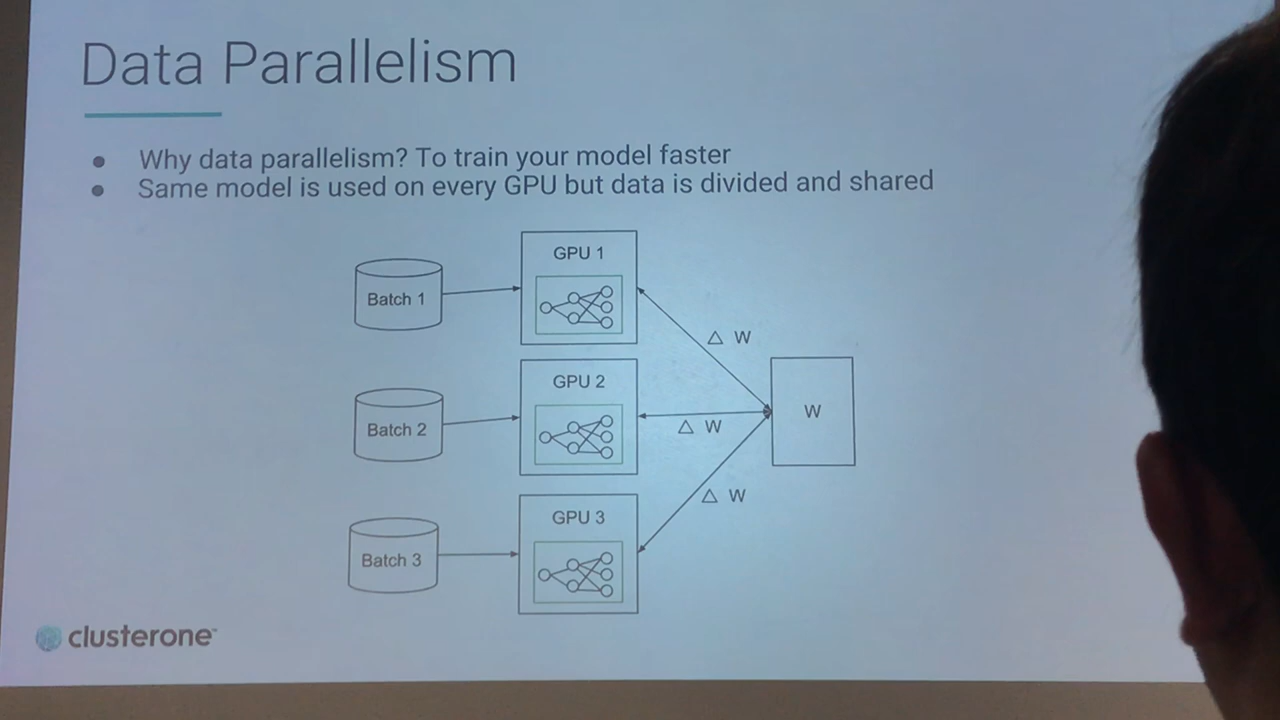 Data Parallelism
● Why data parallelism? To train your model faster
● Same model is used on every GPU but data is divided and shared
GPU 1
Batch 1
△ W
GPU 2
W
Batch 2
△ W
△ W
GPU 3
Batch 3
clusterone™